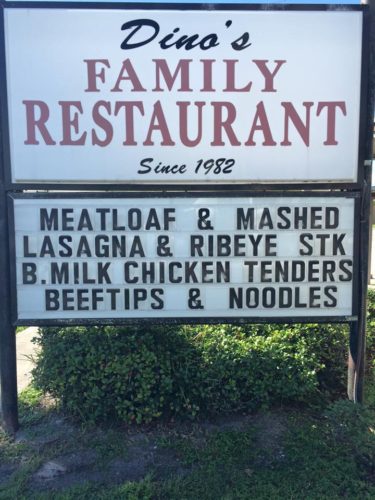 Dino's
FAMILY
RESTAURANT
Since 1982
MEATLOAF & MASHED
LASAGNA & RIBEYE STK
B.MILK CHICKEN TENDERS
BEEFTIPS & NOODLES